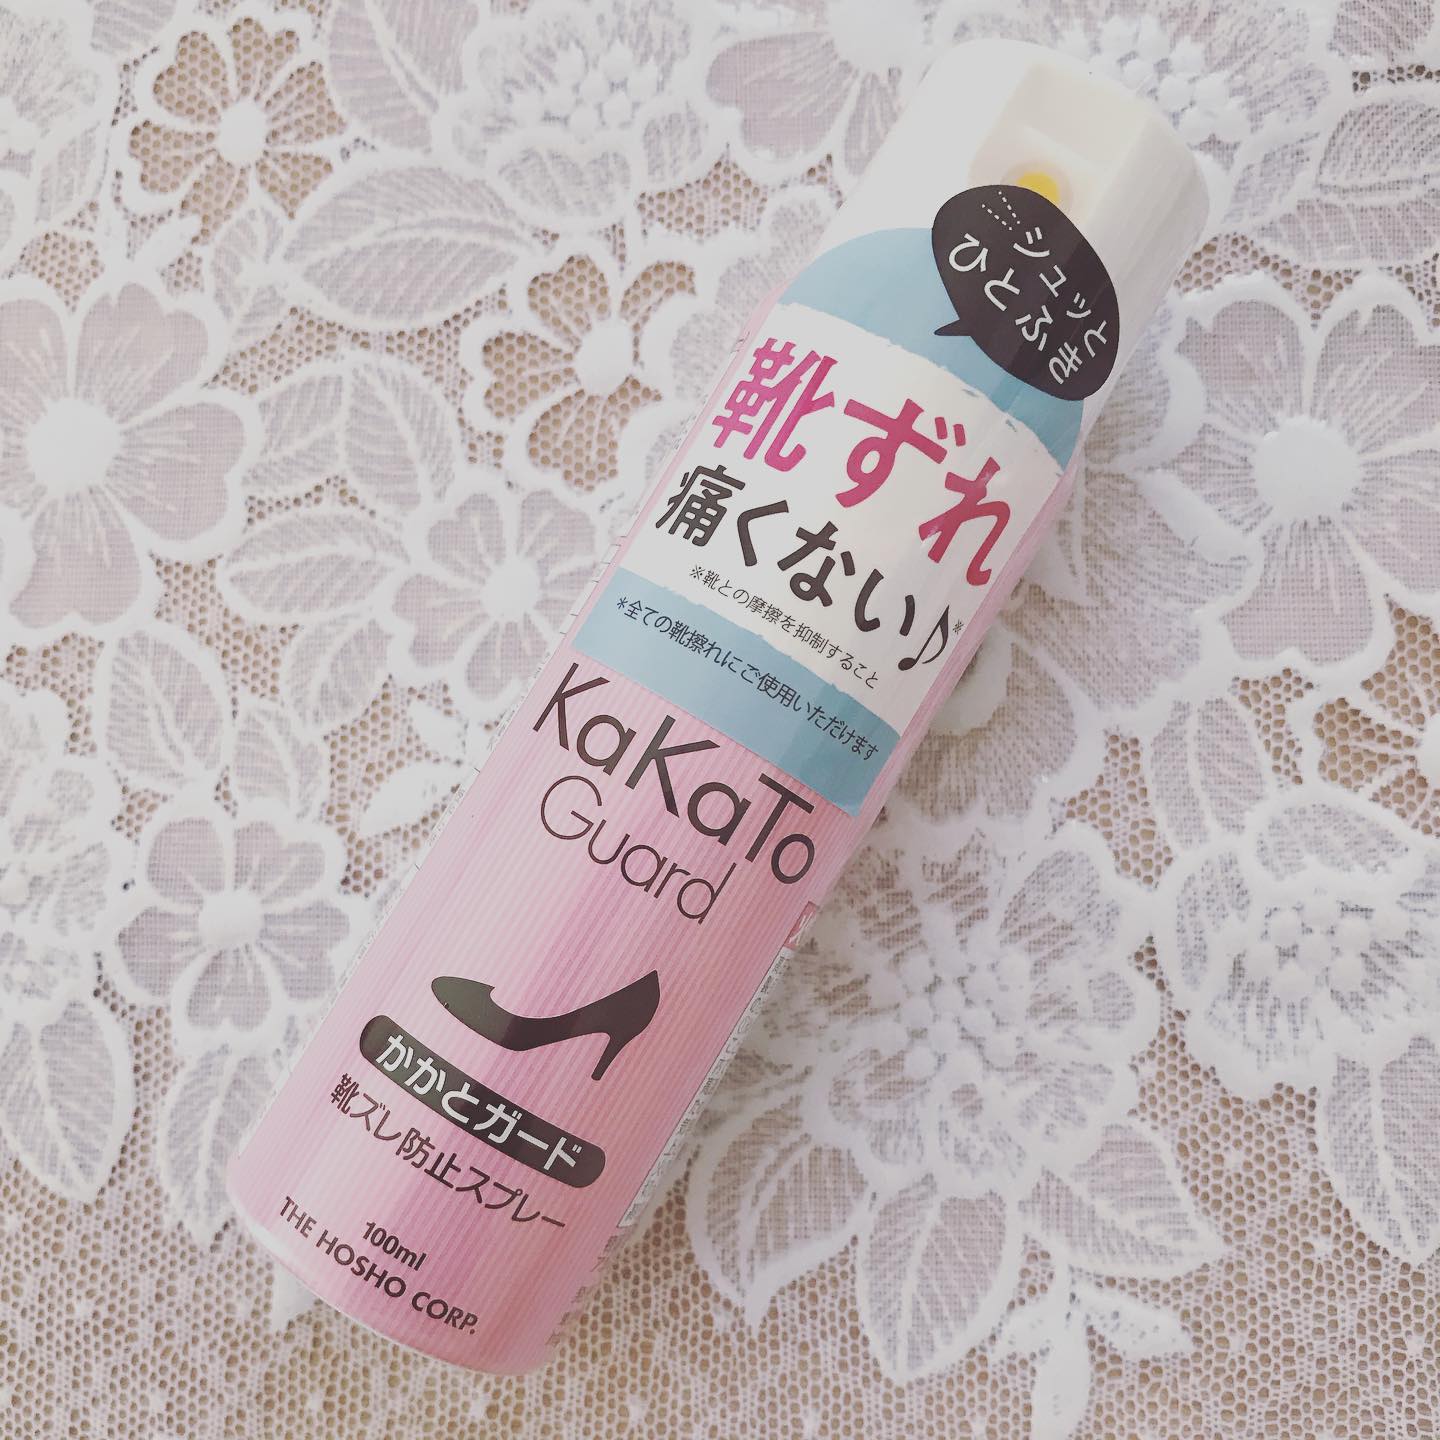 シュッと
ひとふき
靴ずれ
痛くない♪※
※靴との摩擦を抑制すること
*全ての靴擦れにご使用いただけます
KaKaTo
Guard
かかとガード
靴ズレ防止スプレー
100ml
THE HOSHO CORP.